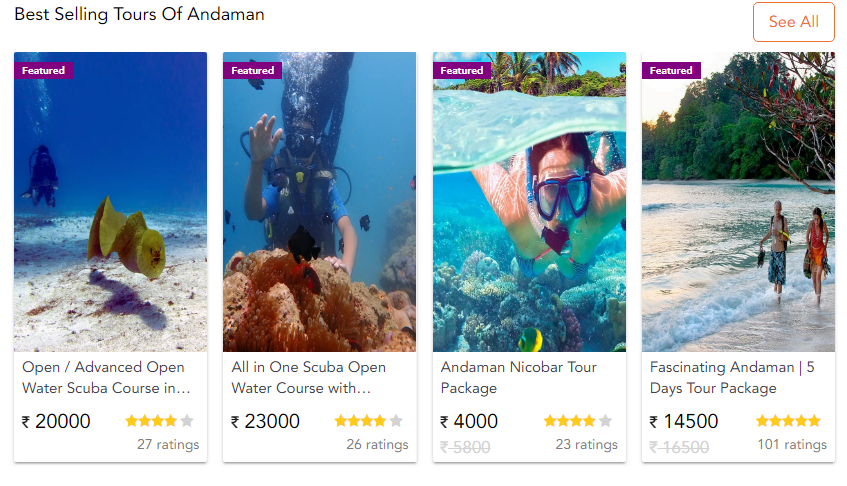 Best Selling Tours Of Andaman
See All
Featured
Open / Advanced Open
Water Scuba Course in…
₹ 20000
27 ratings
Featured
All in One Scuba Open
Water Course with…
₹ 23000
26 ratings
Featured
Andaman Nicobar Tour
Package
₹ 4000
₹ 5800
23 ratings
Featured
Fascinating Andaman | 5
Days Tour Package
₹ 14500
₹ 16500
101 ratings